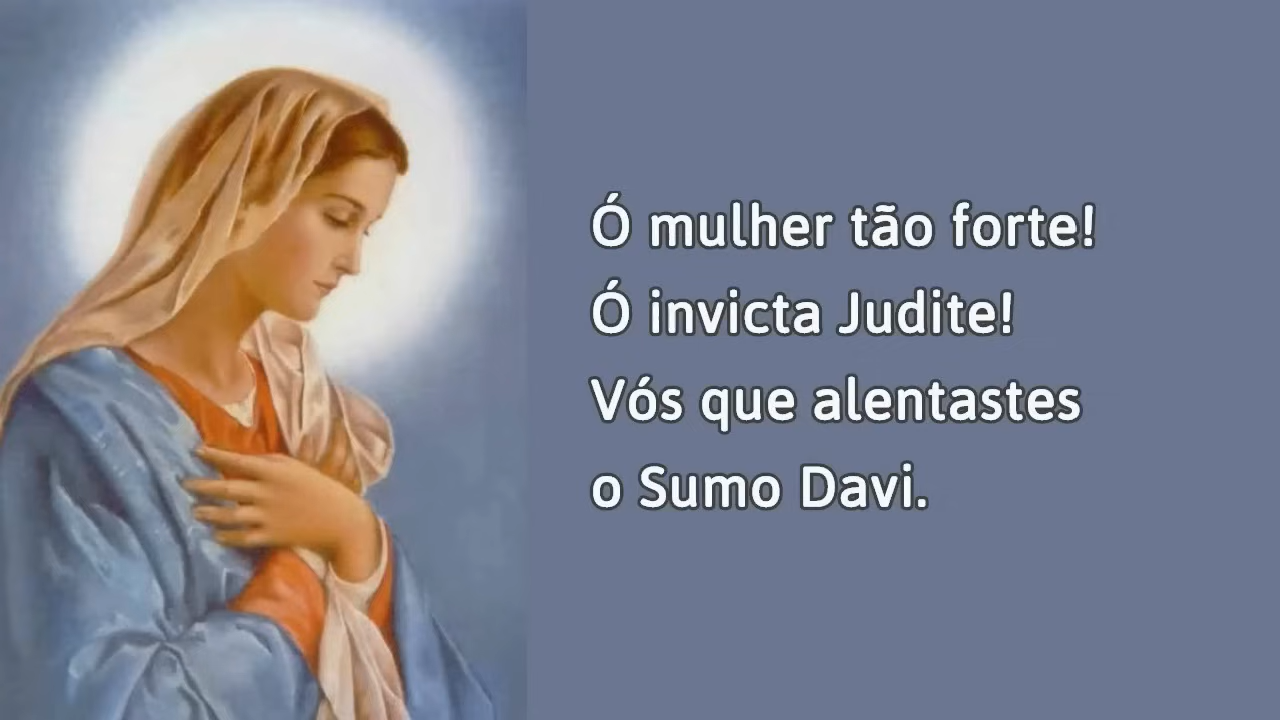 Ó mulher tão forte!
Ó invicta Judite!
Vós que alentastes
o Sumo Davi.